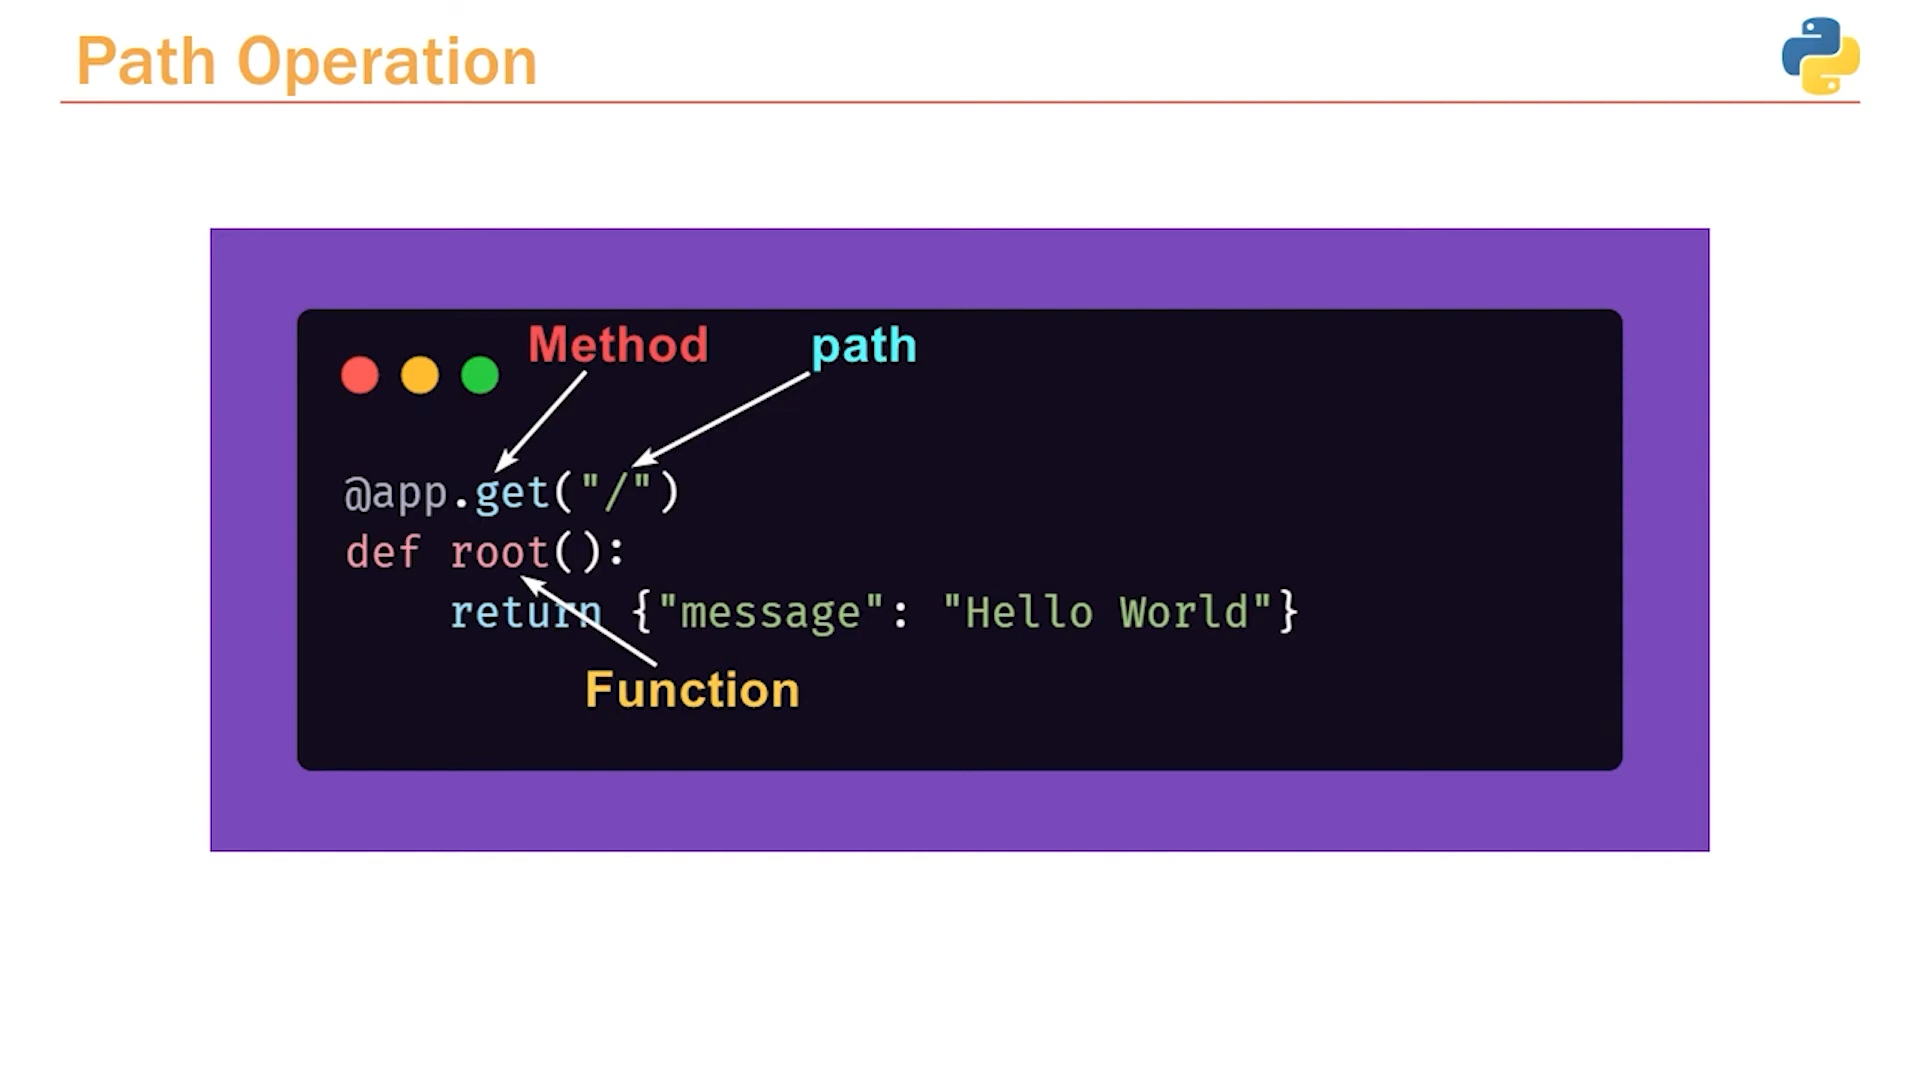 Path Operation
Method path
@app.get("/")
def root():
    return {"message": "Hello World"}
Function